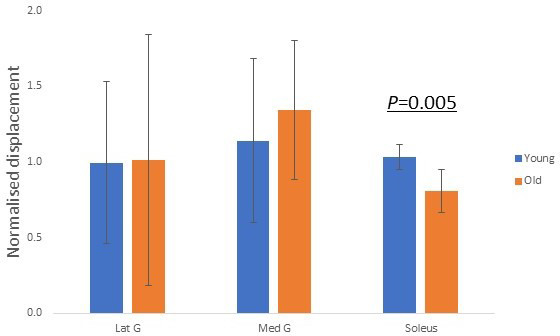 2.0
1.5
1.0
0.5
0.0
Normalised displacement
P=0.005
Young
Old
Lat G
Med G
Soleus